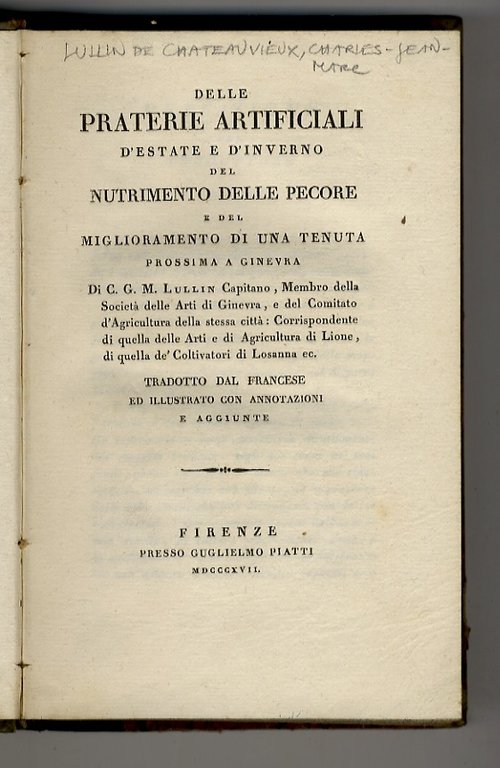 LULLIN DE CHATEAUVIEUX, CHARLES-JEAN-
MARC
DELLE
PRATERIE ARTIFICIALI
D'ESTATE E D'INVERNO
DEL
NUTRIMENTO DELLE PECORE
E DEL
MIGLIORAMENTO DI UNA TENUTA
PROSSIMA A GINEVRA
Di C. G. M. LULLIN Capitano, Membro della
Società delle Arti di Ginevra, e del Comitato
d'Agricultura della stessa città: Corrispondente
di quella delle Arti e di Agricultura di Lione,
di quella de' Coltivatori di Losanna ec.
TRADOTTO DAL FRANCESE
ED ILLUSTRATO CON ANNOTAZIONI
E AGGIUNTE
FIRENZE
PRESSO GUGLIELMO PIATTI
MDCCCXVII.